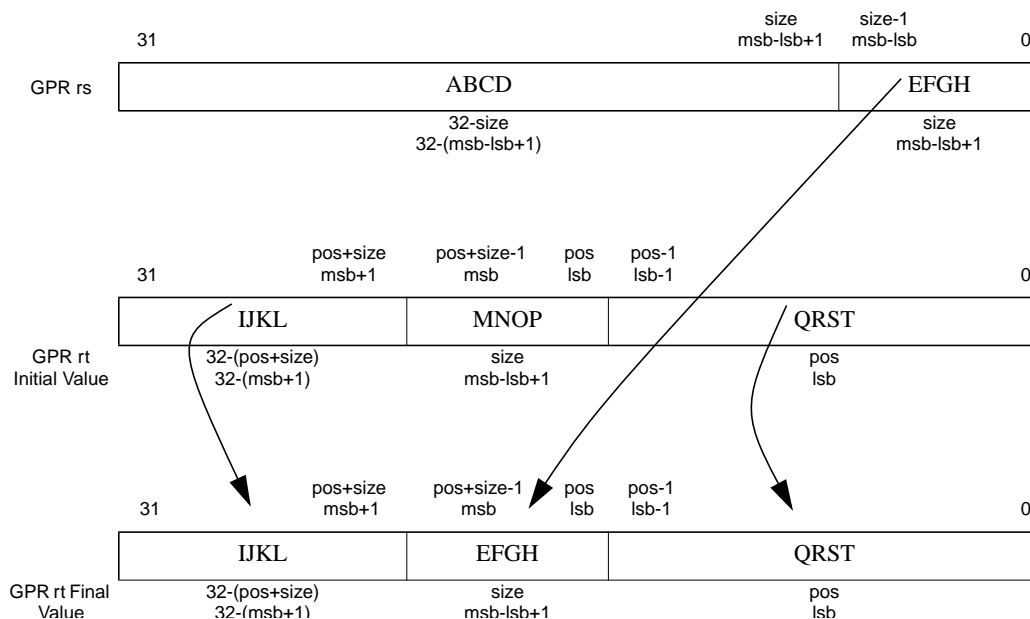 size size-1
31 msb-lsb+1 msb-lsb 0
GPR rs ABCD EFGH
32-size size
32-(msb-lsb+1) msb-lsb+1
pos+size pos+size-1 pos pos-1
31 msb+1 msb lsb lsb-1 0
IJKL MNOP QRST
GPR rt 32-(pos+size) size pos
Initial Value 32-(msb+1) msb-lsb+1 lsb
pos+size pos+size-1 pos pos-1
31 msb+1 msb lsb lsb-1 0
IJKL EFGH QRST
GPR rt Final 32-(pos+size) size pos
Value 32-(msb+1) msb-lsb+1 lsb